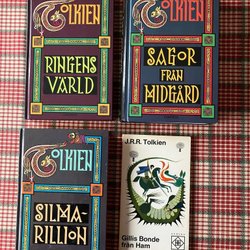 TOLKIEN
RINGENS
VÄRLD
TOLKIEN
SAGOR
FRÅN
MIDGÅRD
TOLKIEN
SILMA-
RILLION
J.R.R. Tolkien
Gillis Bonde
från Ham